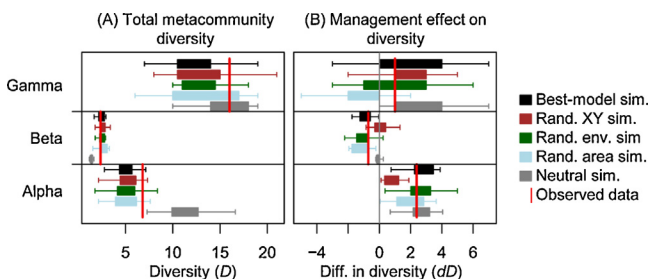 (A) Total metacommunity
diversity
(B) Management effect on
diversity
Gamma
Beta
Alpha
Best-model sim.
Rand. XY sim.
Rand. env. sim
Rand. area sim.
Neutral sim.
Observed data
5 10 15 20
−4 0 2 4 6
Diversity (D)
Diff. in diversity (dD)